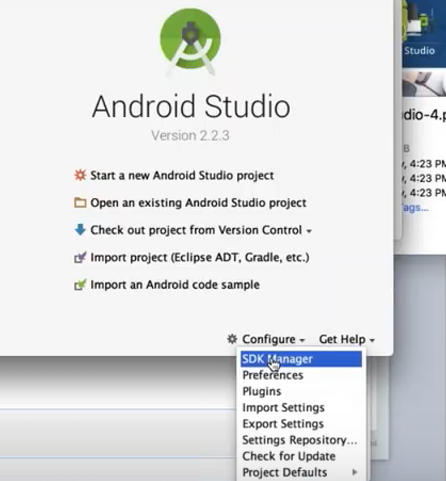 Studio
Android Studio
Version 2.2.3
dio-4.p
B
, 4:23 PM
, 4:23 PM
, 4:23 PM
Start a new Android Studio project
Open an existing Android Studio project
Check out project from Version Control
Import project (Eclipse ADT, Gradle, etc.)
Import an Android code sample
Configure
Get Help
SDK Manager
Preferences
Plugins
Import Settings
Export Settings
Settings Repository...
Check for Update
Project Defaults